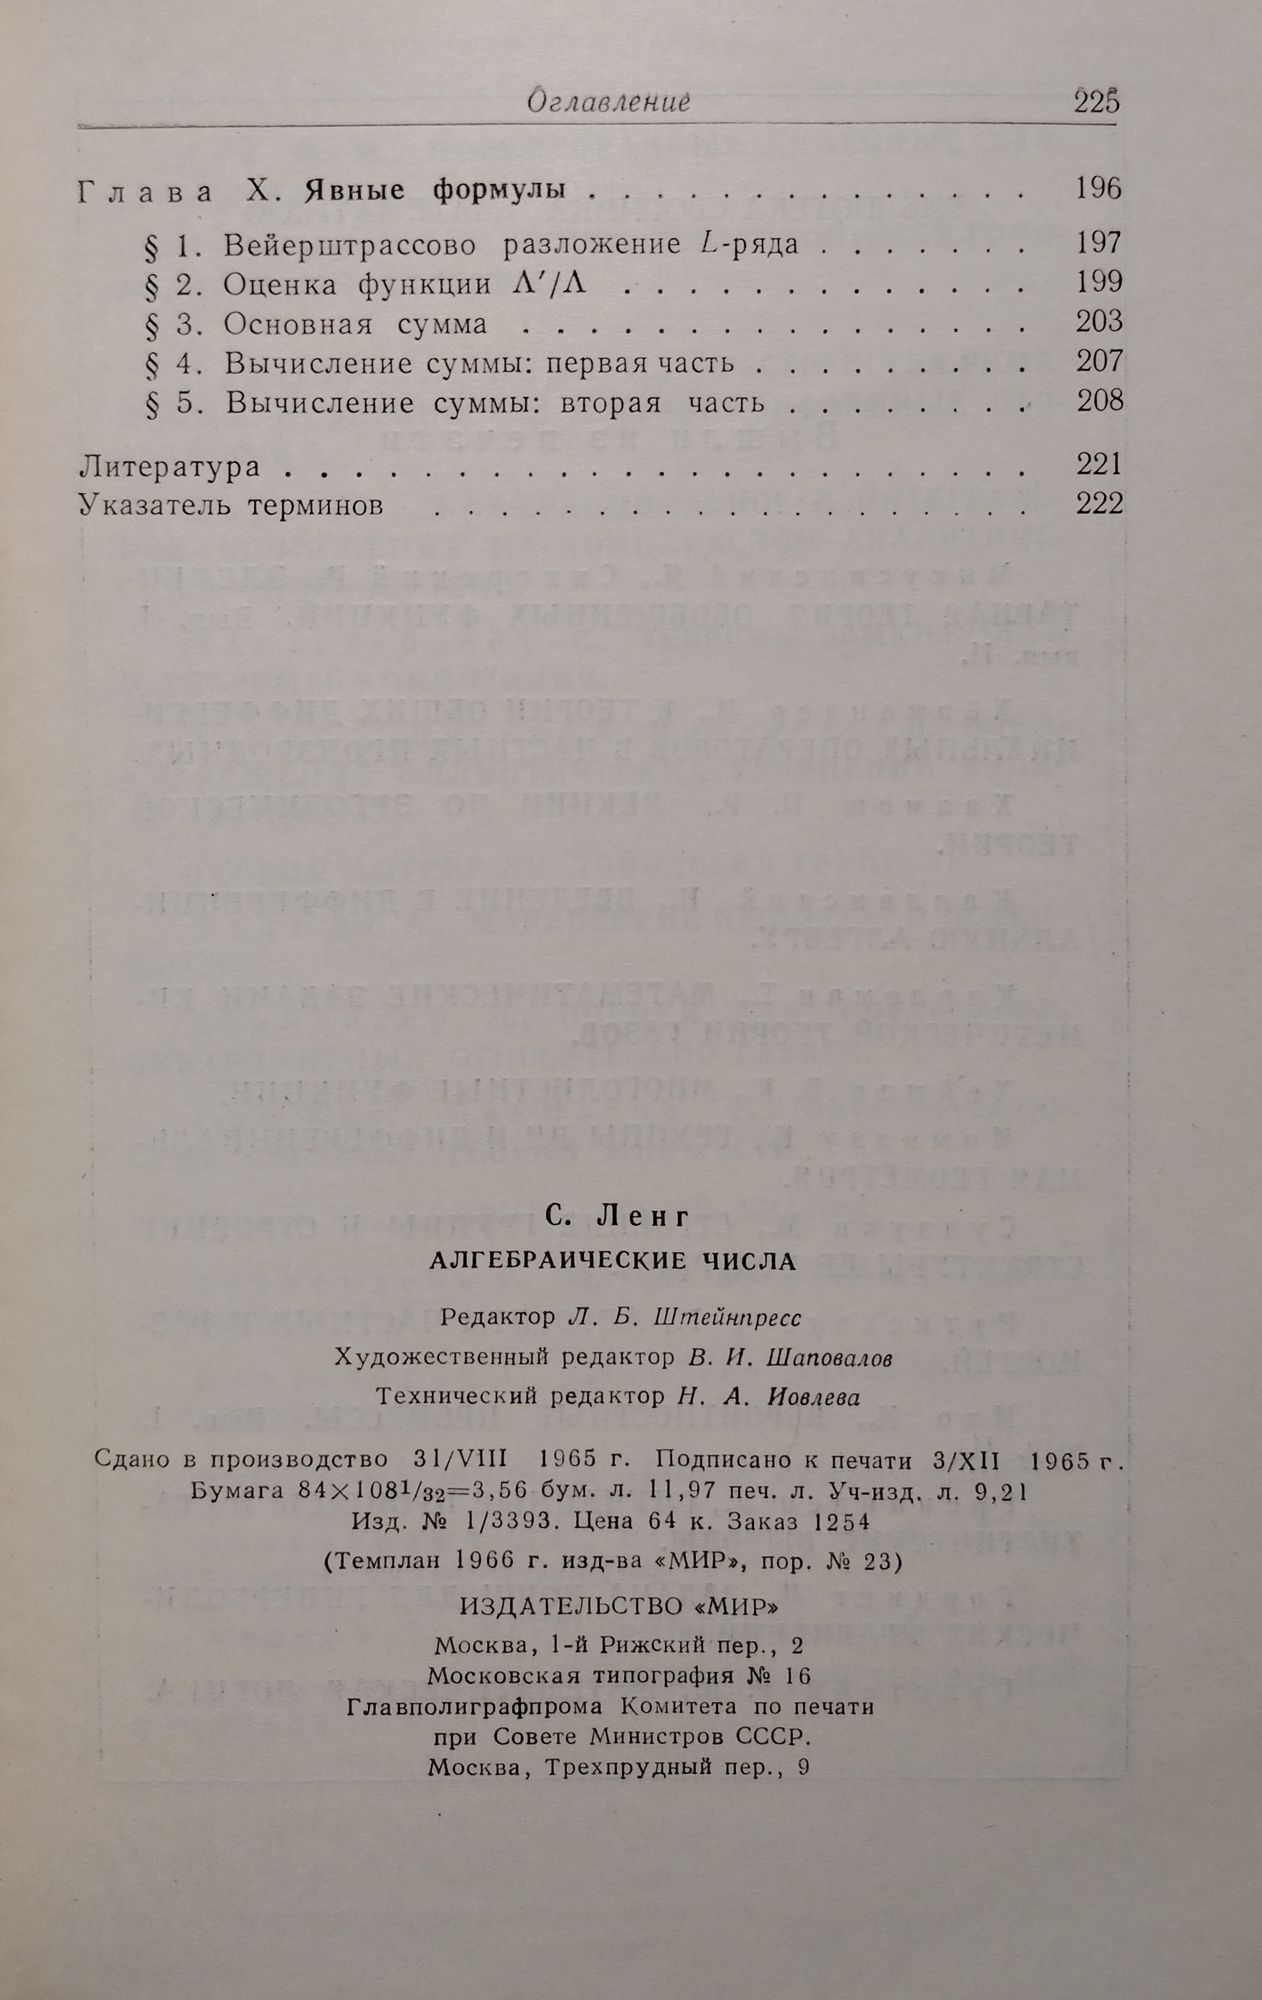 Оглавление 225
Глава X. Явные формулы . . . . . . . . . . . . . . 196
§ 1. Вейерштрассово разложение L-ряда . . . . . . . 197
§ 2. Оценка функции Λ′/Λ . . . . . . . . . . . . . 199
§ 3. Основная сумма . . . . . . . . . . . . . . . . 203
§ 4. Вычисление суммы: первая часть . . . . . . . . . 207
§ 5. Вычисление суммы: вторая часть . . . . . . . . 208
Литература . . . . . . . . . . . . . . . . . . . . . . 221
Указатель терминов . . . . . . . . . . . . . . . . . . 222
С. Ленг
АЛГЕБРАИЧЕСКИЕ ЧИСЛА
Редактор Л. Б. Штейнпресс
Художественный редактор В. И. Шаповалов
Технический редактор Н. А. Иовлева
Сдано в производство 31/VIII 1965 г. Подписано к печати 3/XII 1965 г.
Бумага 84×108¹/₃₂=3,56 бум. л. 11,97 печ. л. Уч-изд. л. 9,21
Изд. № 1/3393. Цена 64 к. Заказ 1254
(Темплан 1966 г. изд-ва «МИР», пор. № 23)
ИЗДАТЕЛЬСТВО «МИР»
Москва, 1-й Рижский пер., 2
Московская типография № 16
Главполиграфпрома Комитета по печати
при Совете Министров СССР.
Москва, Трехпрудный пер., 9